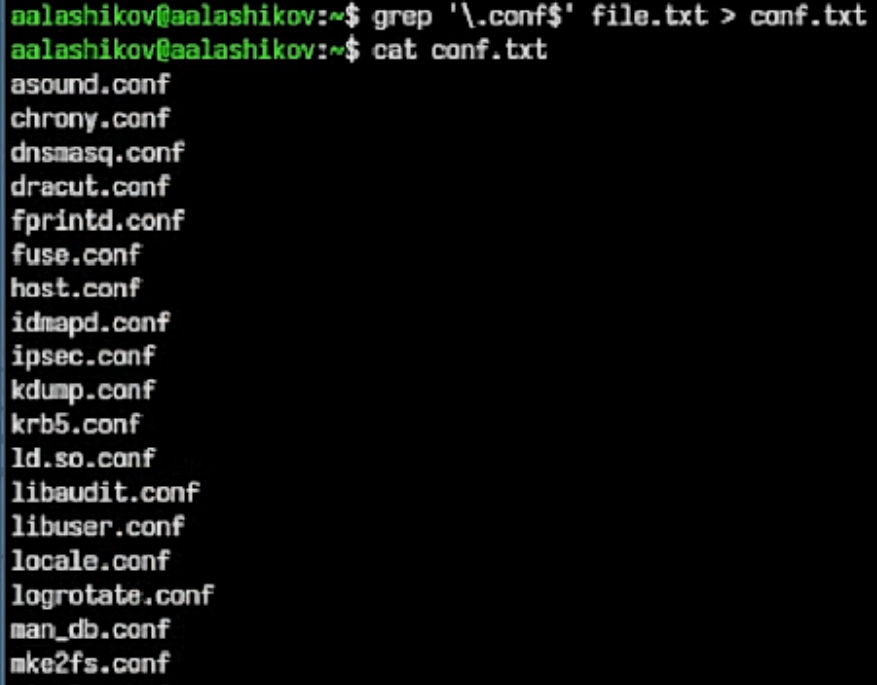 aalashikov@aalashikov:~$ grep '\.conf$' file.txt > conf.txt
aalashikov@aalashikov:~$ cat conf.txt
asound.conf
chrony.conf
dnsmasq.conf
dracut.conf
fprintd.conf
fuse.conf
host.conf
idmapd.conf
ipsec.conf
kdump.conf
krb5.conf
ld.so.conf
libaudit.conf
libuser.conf
locale.conf
logrotate.conf
man_db.conf
mke2fs.conf